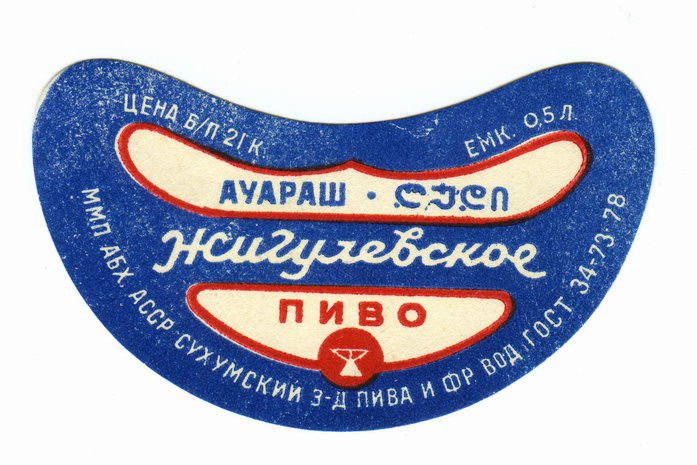 ЦЕНА Б/П 21К.
ЕМК. 0,5 Л.
АУАРАШ · ლუდი
Жигулевское
ПИВО
ММП АБХ. АССР СУХУМСКИЙ З-Д ПИВА И ФР. ВОД ГОСТ 34-73 78